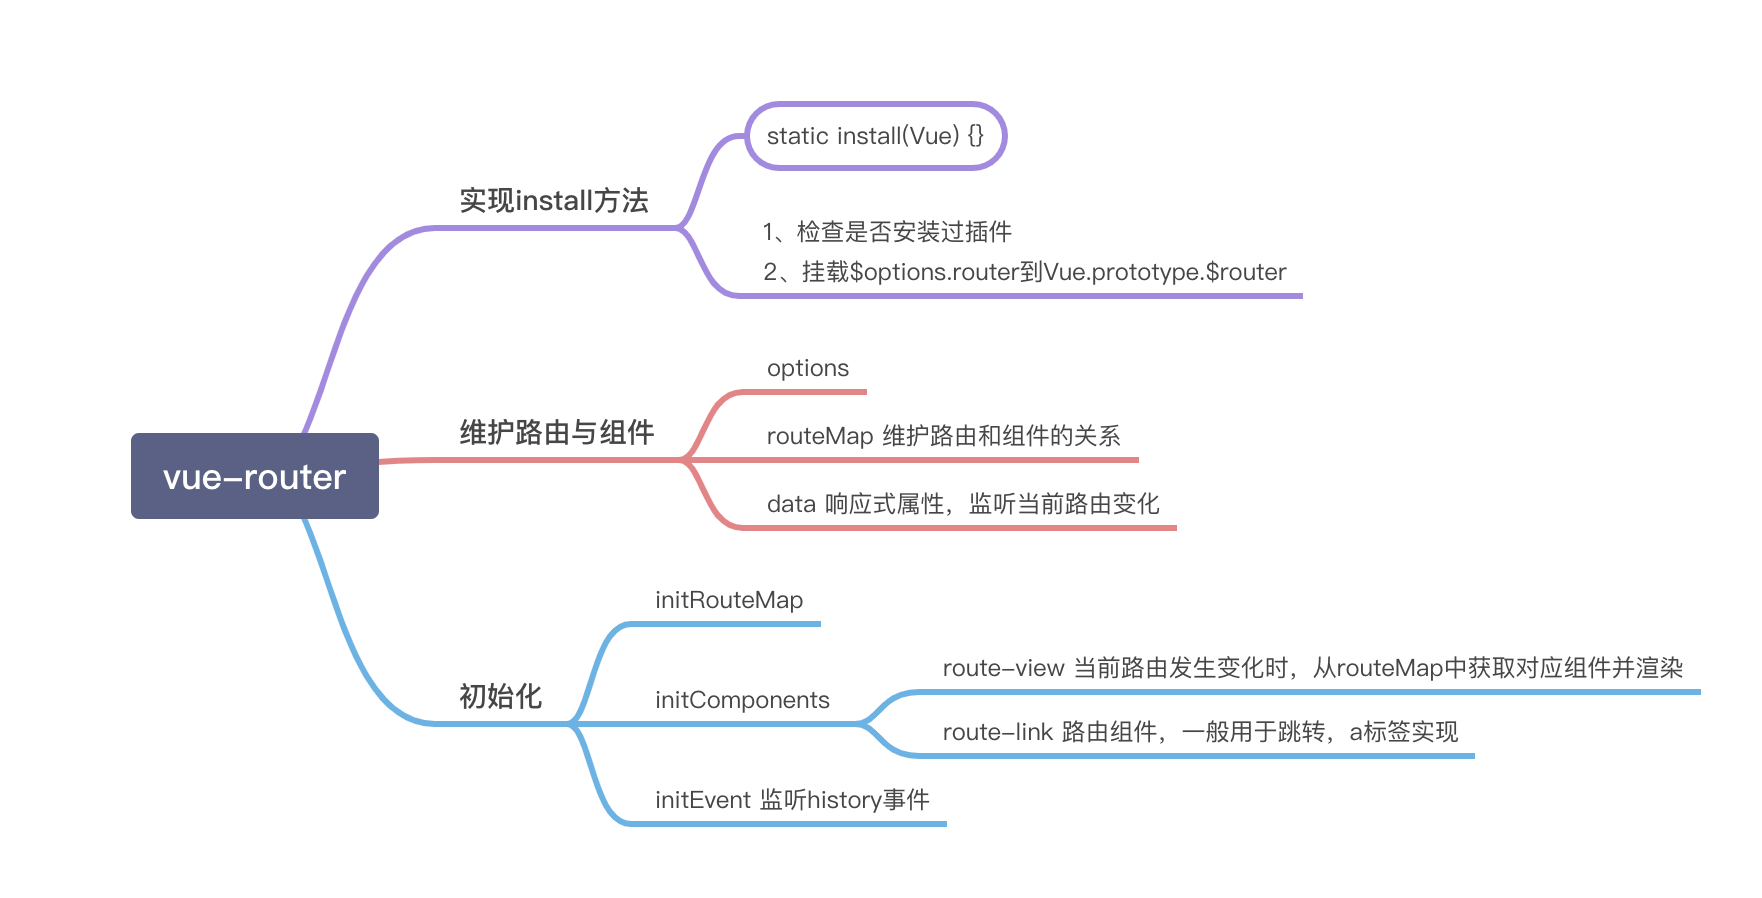 vue-router
实现install方法
static install(Vue) {}
1、检查是否安装过插件
2、挂载$options.router到Vue.prototype.$router
维护路由与组件
options
routeMap 维护路由和组件的关系
data 响应式属性，监听当前路由变化
初始化
initRouteMap
initComponents
route-view 当前路由发生变化时，从routeMap中获取对应组件并渲染
route-link 路由组件，一般用于跳转，a标签实现
initEvent 监听history事件